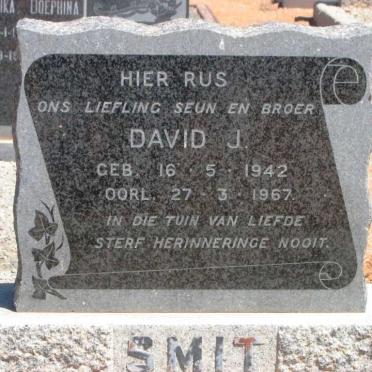 DOEPHINA
HIER RUS
ONS LIEFLING SEUN EN BROER
DAVID J.
GEB. 16 · 5 · 1942
OORL. 27 · 3 · 1967.
IN DIE TUIN VAN LIEFDE
STERF HERINNERINGE NOOIT.
SMIT